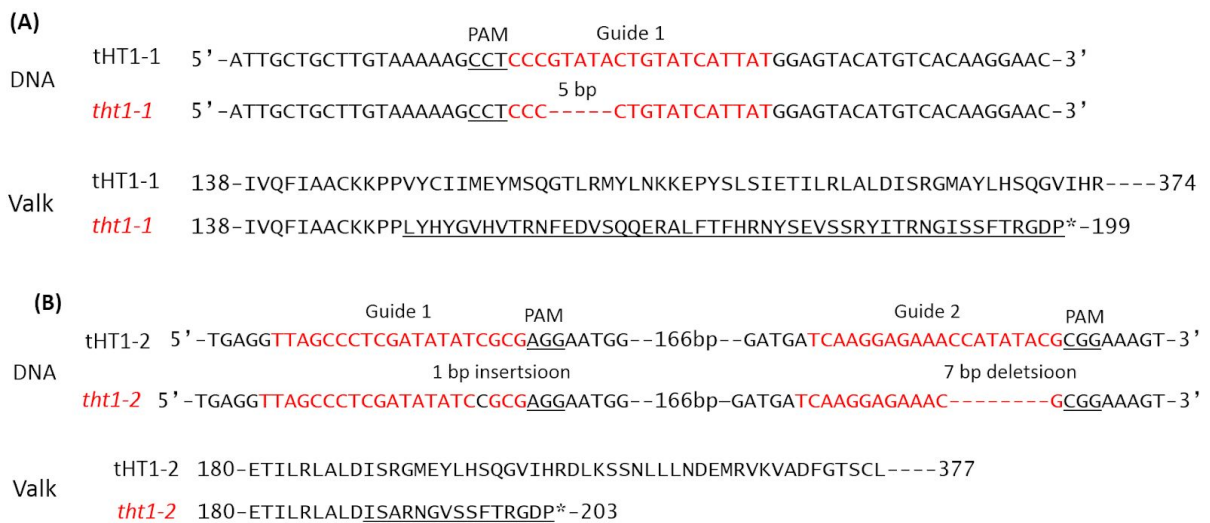 (A)
PAM Guide 1
tHT1-1 5’-ATTGCTGCTTGTAAAAAGCCTCCCGTATACTGTATCATTATGGAGTACATGTCACAAGGAAC-3’
DNA
5 bp
tht1-1 5’-ATTGCTGCTTGTAAAAAGCCTCCC-----CTGTATCATTATGGAGTACATGTCACAAGGAAC-3’
tHT1-1 138-IVQFIAACKKPPVYCIIMEYMSQGTLRMYLNKKEPYSLSIETILRLALDISRGMAYLHSQGVIHR----374
Valk
tht1-1 138-IVQFIAACKKPPLYHYGVHVTRNFEDVSQQERALFTFHRNYSEVSSRYITRNGISSFTRGDP*-199
(B)
Guide 1 PAM Guide 2 PAM
tHT1-2 5’-TGAGGTTAGCCCTCGATATATCGCGAGGAATGG--166bp--GATGATCAAGGAGAAACCATATACGCGGAAAGT-3’
DNA
1 bp insertsioon 7 bp deletsioon
tht1-2 5’-TGAGGTTAGCCCTCGATATATCCGCGAGGAATGG--166bp-GATGATCAAGGAGAAAC--------GCGGAAAGT-3’
tHT1-2 180-ETILRLALDISRGMEYLHSQGVIHRDLKSSNLLLNDEMRVKVADFGTSCL----377
Valk
tht1-2 180-ETILRLALDISARNGVSSFTRGDP*-203